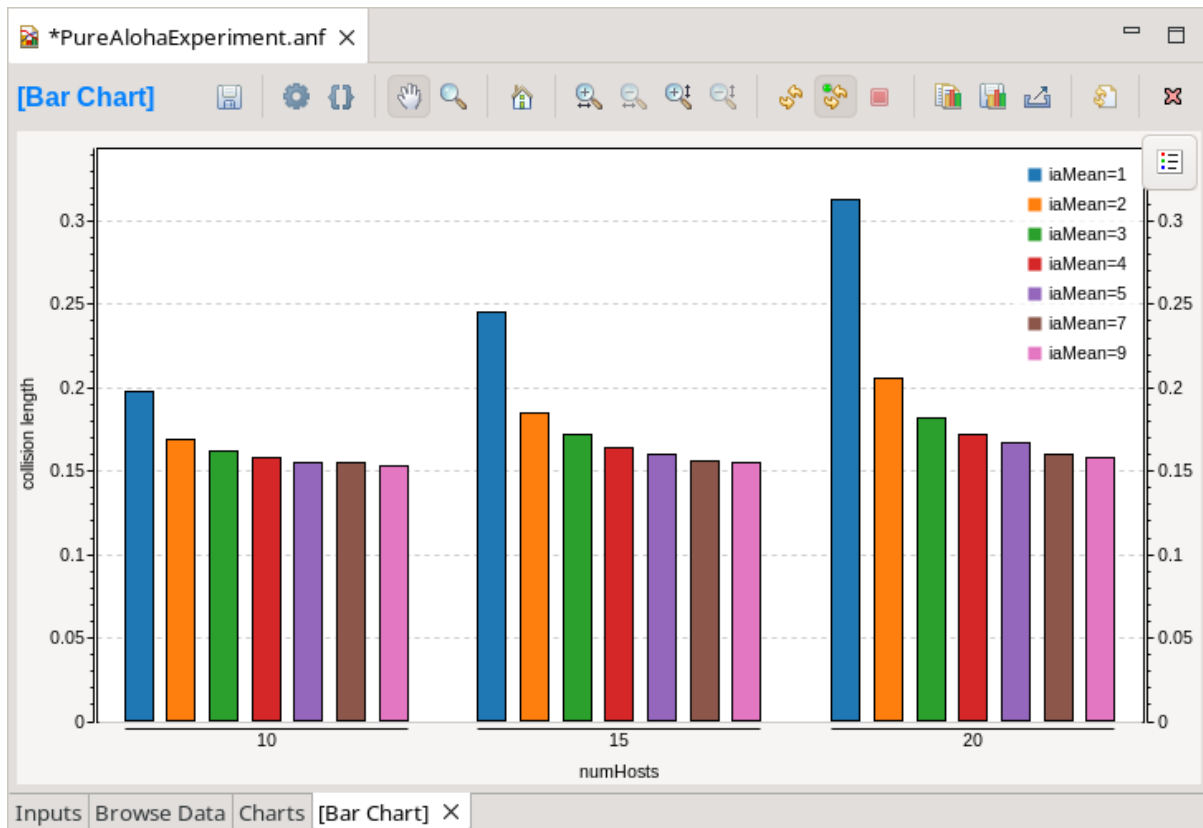 *PureAlohaExperiment.anf
[Bar Chart]
iaMean=1
iaMean=2
iaMean=3
iaMean=4
iaMean=5
iaMean=7
iaMean=9
0.3
0.25
0.2
0.15
0.1
0.05
0
collision length
0.3
0.25
0.2
0.15
0.1
0.05
0
10 15 20
numHosts
Inputs Browse Data Charts [Bar Chart]